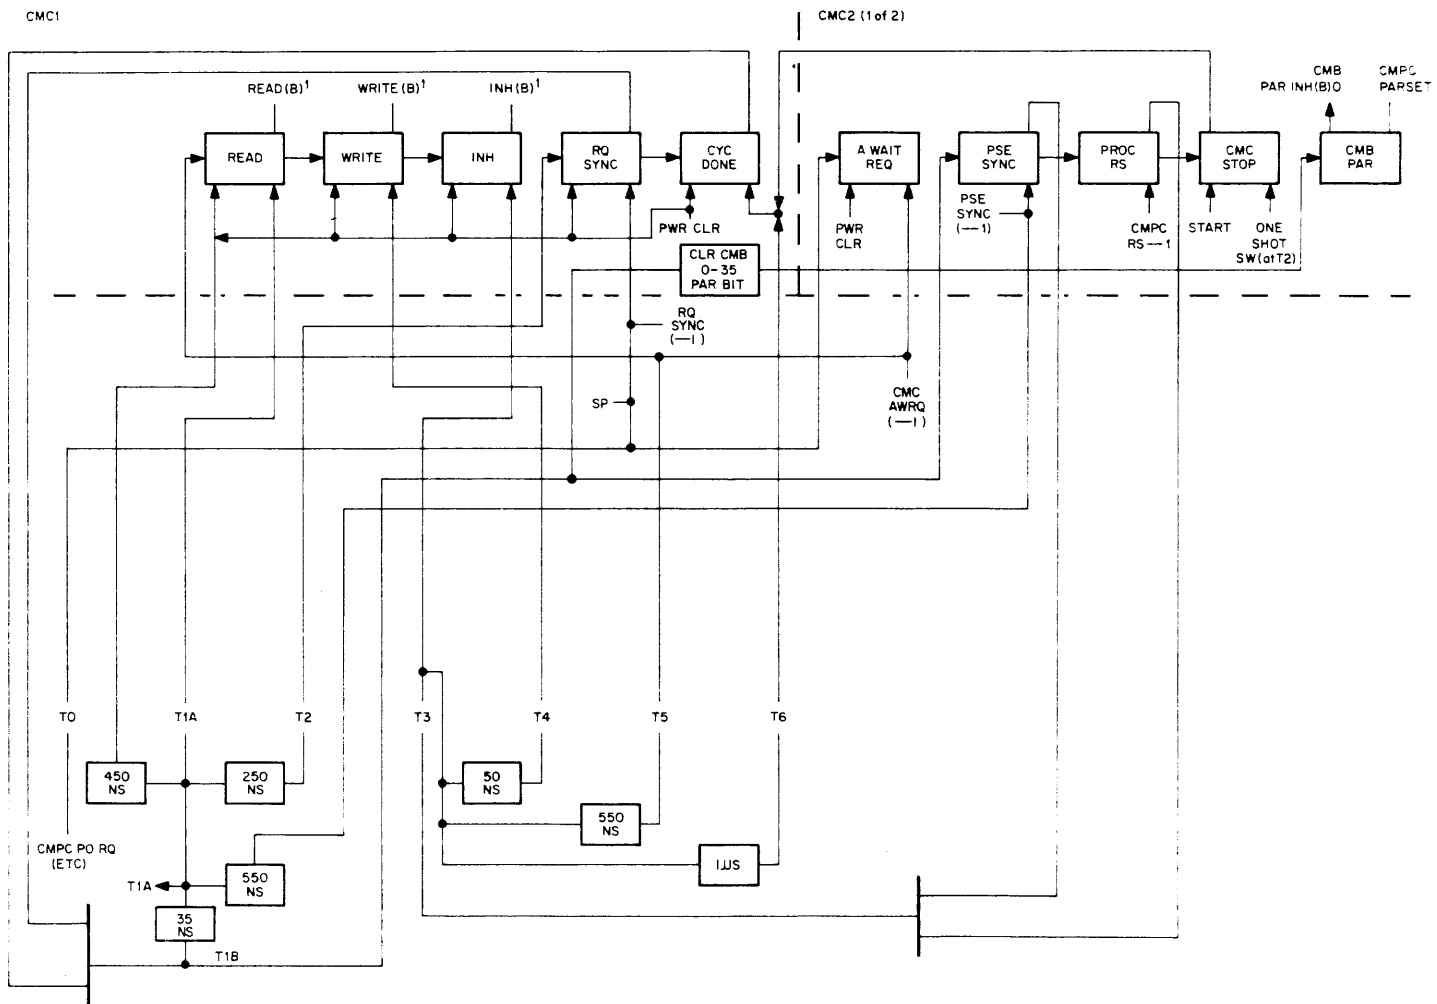 CMC1
CMC2 (1 of 2)
READ(B)¹
WRITE(B)¹
INH(B)¹
CMB
PAR INH(B)0
CMPC
PARSET
READ
WRITE
INH
RQ
SYNC
CYC
DONE
A WAIT
REQ
PSE
SYNC
PROC
RS
CMC
STOP
CMB
PAR
PWR CLR
PWR
CLR
PSE
SYNC
(—1)
CMPC
RS—1
START
ONE
SHOT
SW(atT2)
CLR CMB
0-35
PAR BIT
RQ
SYNC
(—1)
SP
CMC
AWRQ
(—1)
T0
T1A
T2
T3
T4
T5
T6
450
NS
250
NS
50
NS
550
NS
CMPC PO RQ
(ETC)
1US
T1A
550
NS
35
NS
T1B